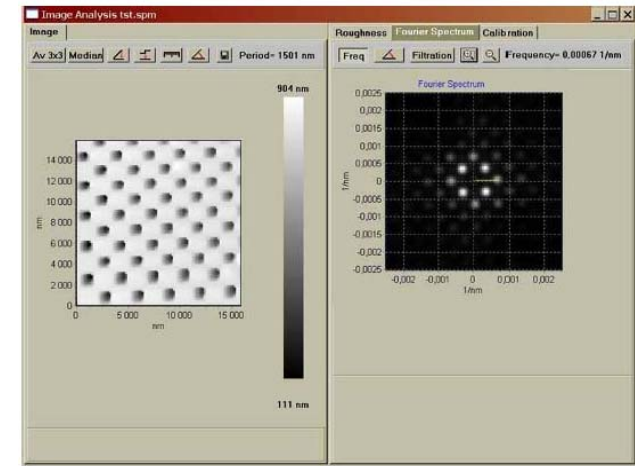 Image Analysis tst.spm
Image
Av 3x3 Median Period= 1501 nm
904 nm
14 000
12 000
10 000
8 000
6 000
4 000
2 000
0
nm
0 5 000 10 000 15 000
nm
111 nm
Roughness Fourier Spectrum Calibration
Freq Filtration Frequency= 0,00067 1/nm
Fourier Spectrum
0,0025
0,002
0,0015
0,001
0,0005
0
-0,0005
-0,001
-0,0015
-0,002
-0,0025
1/nm
-0,002 -0,001 0 0,001 0,002
1/nm